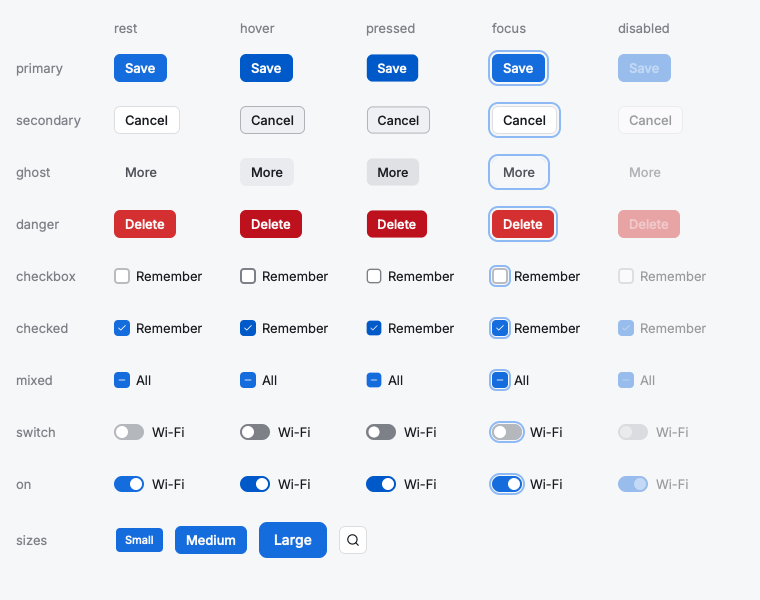 rest hover pressed focus disabled
primary Save Save Save Save Save
secondary Cancel Cancel Cancel Cancel Cancel
ghost More More More More More
danger Delete Delete Delete Delete Delete
checkbox Remember Remember Remember Remember Remember
checked Remember Remember Remember Remember Remember
mixed All All All All All
switch Wi-Fi Wi-Fi Wi-Fi Wi-Fi Wi-Fi
on Wi-Fi Wi-Fi Wi-Fi Wi-Fi Wi-Fi
sizes Small Medium Large